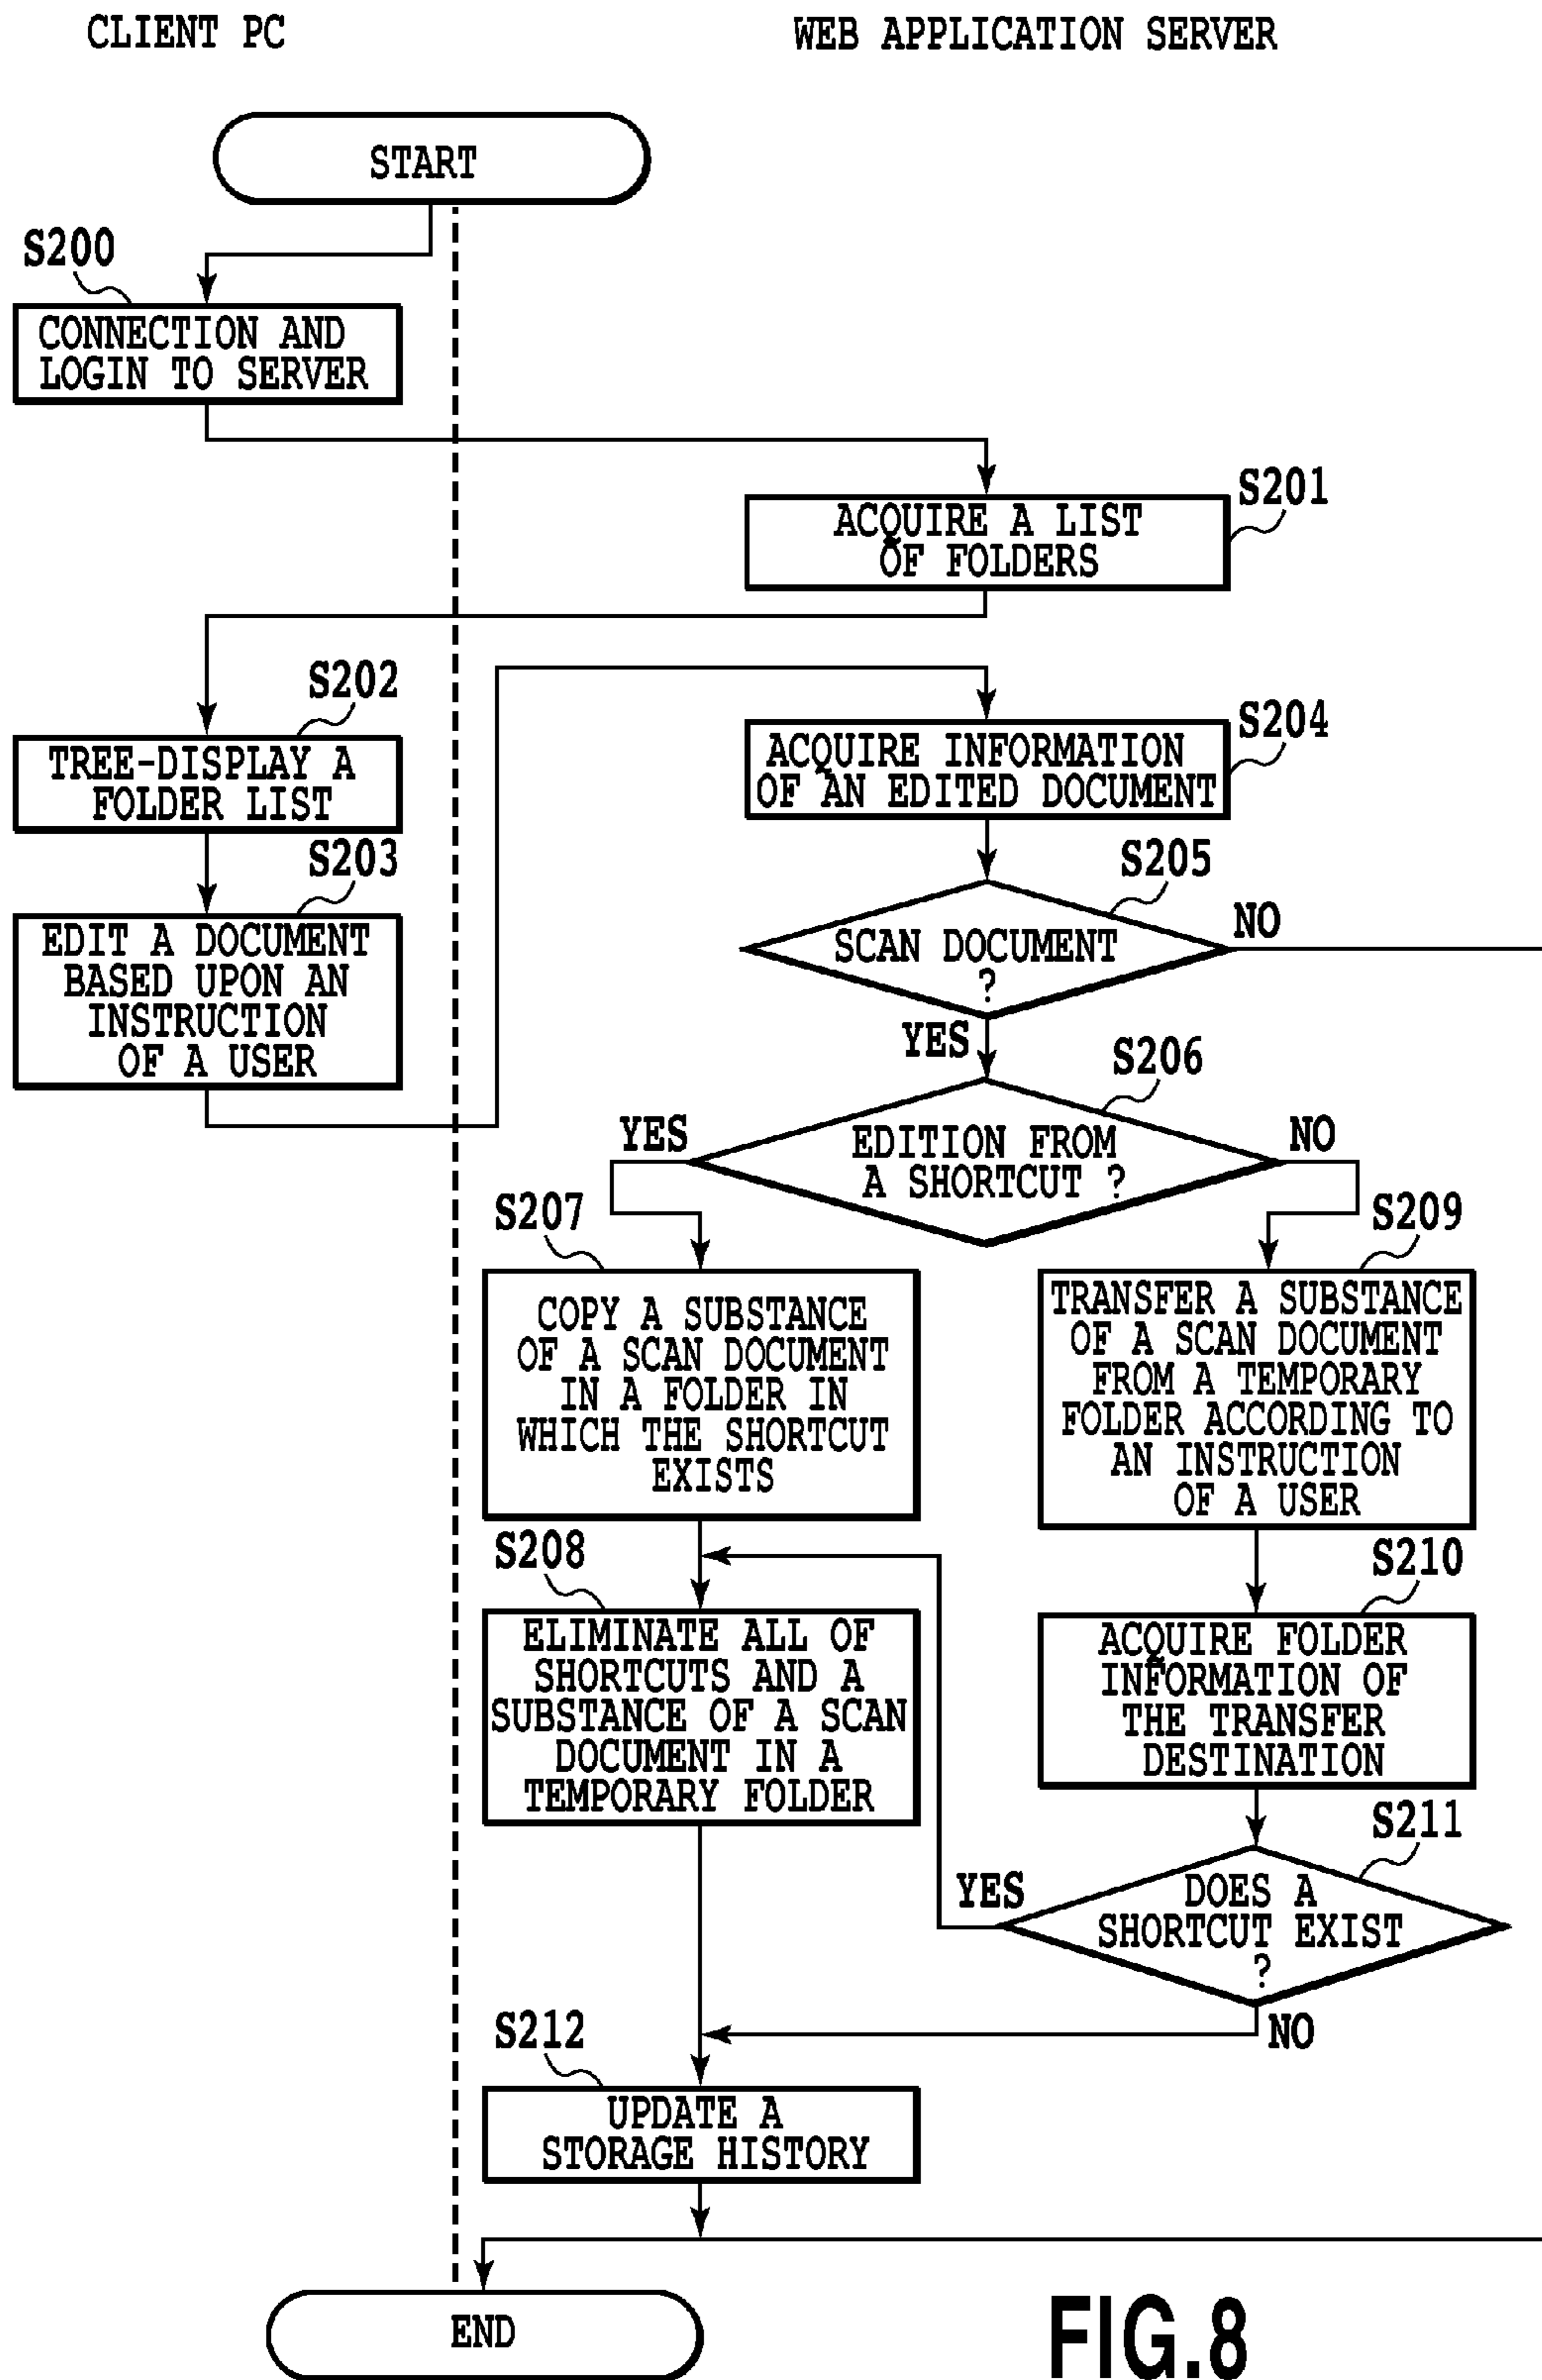 CLIENT PC
WEB APPLICATION SERVER
START
S200
CONNECTION AND
LOGIN TO SERVER
S201
ACQUIRE A LIST
OF FOLDERS
S202
TREE-DISPLAY A
FOLDER LIST
S203
EDIT A DOCUMENT
BASED UPON AN
INSTRUCTION
OF A USER
S204
ACQUIRE INFORMATION
OF AN EDITED DOCUMENT
S205
SCAN DOCUMENT
?
NO
YES
S206
EDITION FROM
A SHORTCUT ?
YES
NO
S207
COPY A SUBSTANCE
OF A SCAN DOCUMENT
IN A FOLDER IN
WHICH THE SHORTCUT
EXISTS
S209
TRANSFER A SUBSTANCE
OF A SCAN DOCUMENT
FROM A TEMPORARY
FOLDER ACCORDING TO
AN INSTRUCTION
OF A USER
S208
ELIMINATE ALL OF
SHORTCUTS AND A
SUBSTANCE OF A SCAN
DOCUMENT IN A
TEMPORARY FOLDER
S210
ACQUIRE FOLDER
INFORMATION OF
THE TRANSFER
DESTINATION
S211
DOES A
SHORTCUT EXIST
?
YES
NO
S212
UPDATE A
STORAGE HISTORY
END
FIG.8